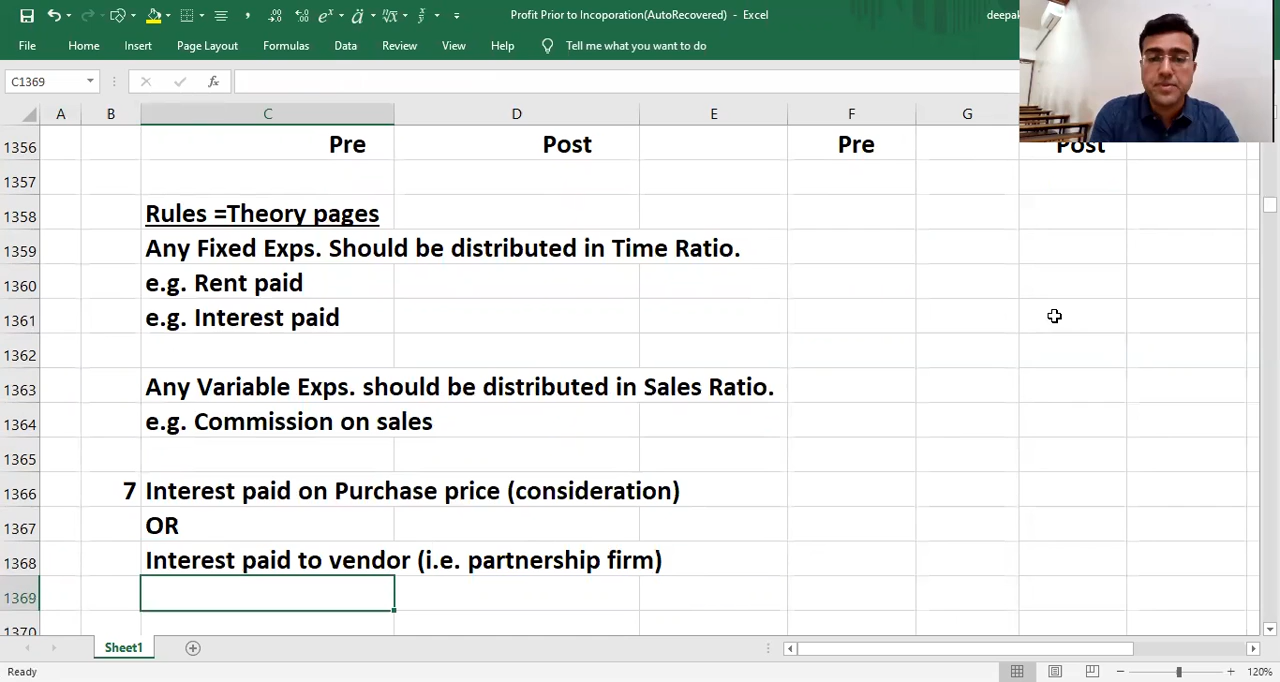 Profit Prior to Incoporation(AutoRecovered) - Excel
deepak
File Home Insert Page Layout Formulas Data Review View Help Tell me what you want to do
C1369
A B C D E F G
1356 Pre Post Pre Post
1357
1358 Rules =Theory pages
1359 Any Fixed Exps. Should be distributed in Time Ratio.
1360 e.g. Rent paid
1361 e.g. Interest paid
1362
1363 Any Variable Exps. should be distributed in Sales Ratio.
1364 e.g. Commission on sales
1365
1366 7 Interest paid on Purchase price (consideration)
1367 OR
1368 Interest paid to vendor (i.e. partnership firm)
1369
1370
Sheet1
Ready
120%